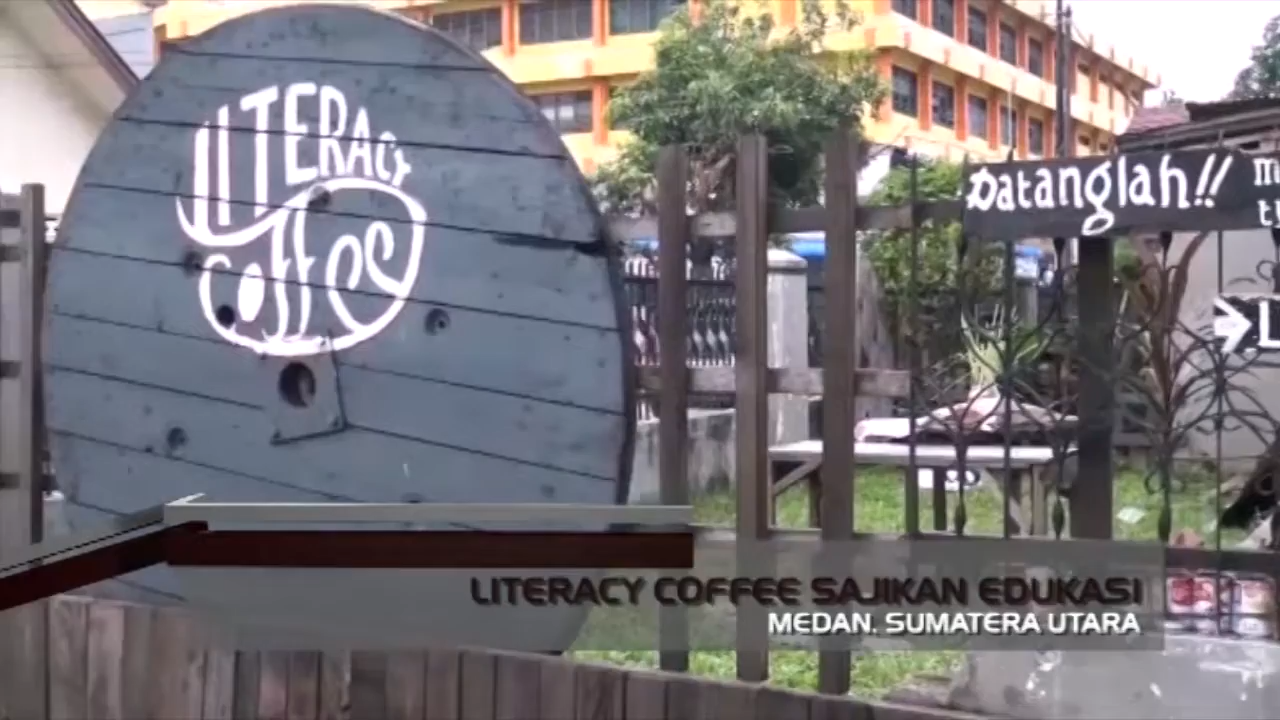 LITERACY
Coffee
Datanglah!!
LITERACY COFFEE SAJIKAN EDUKASI
MEDAN, SUMATERA UTARA